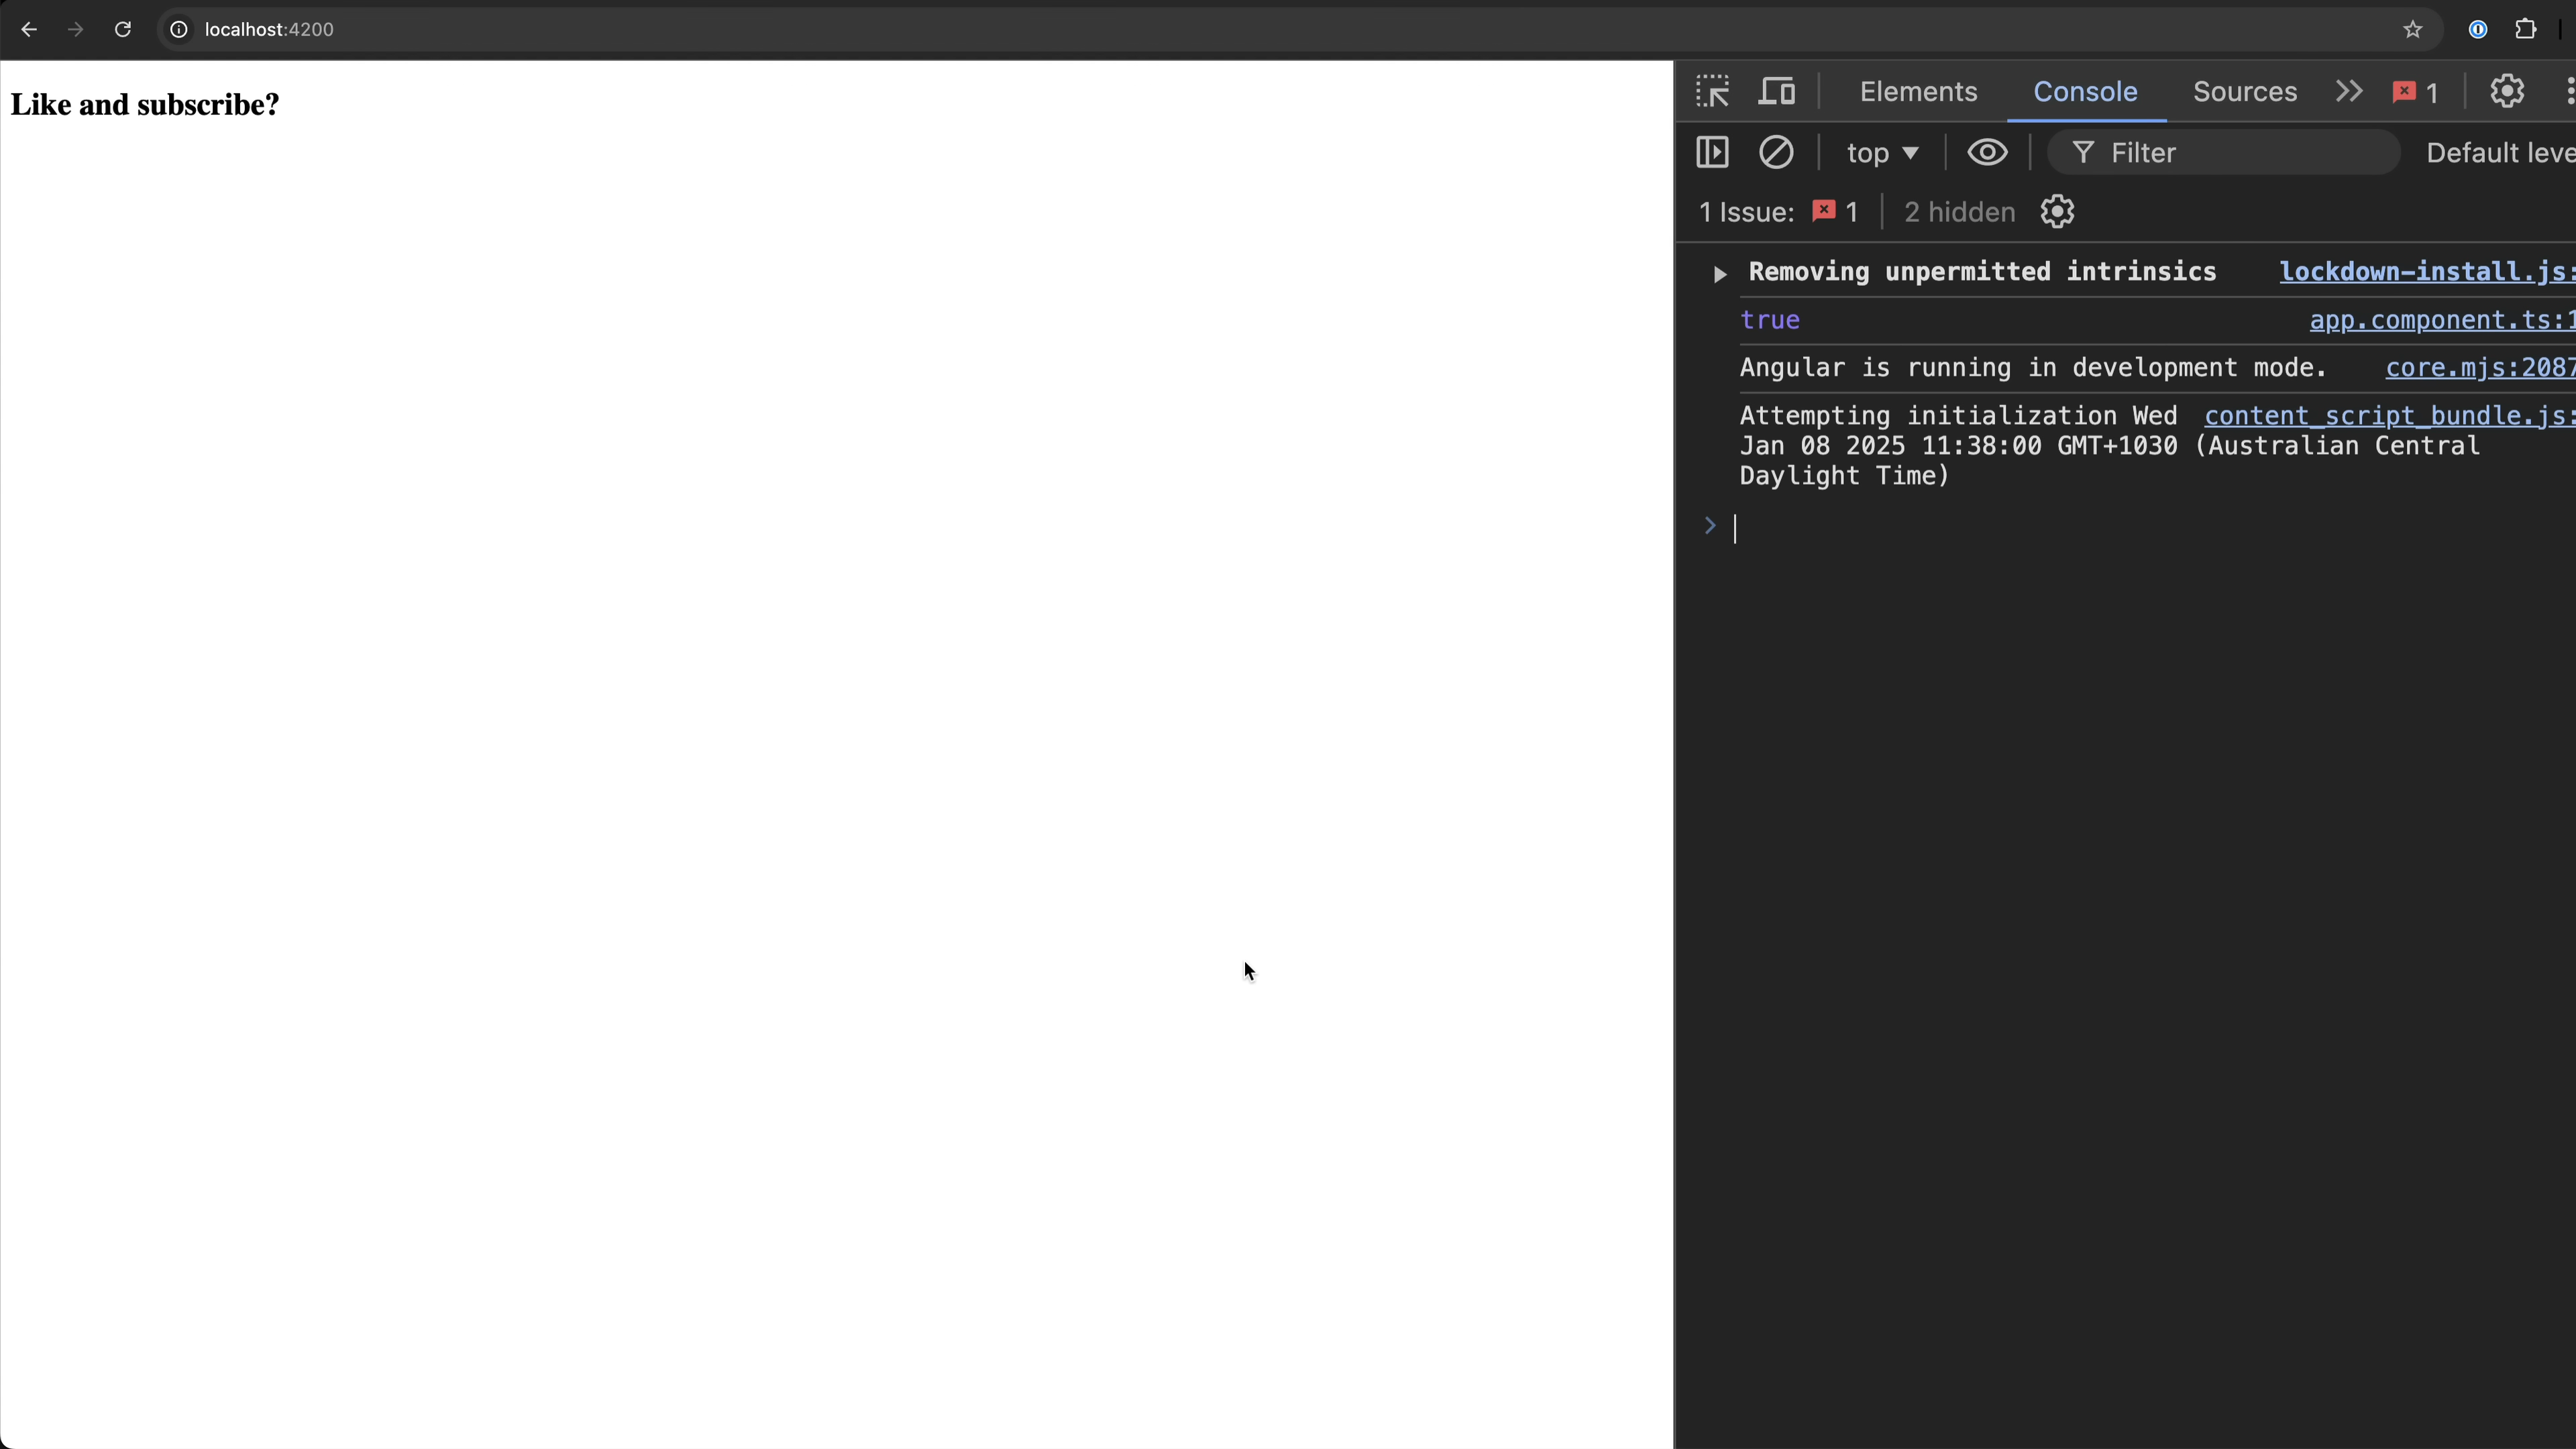 localhost:4200
Like and subscribe?
Elements Console Sources 1
top Filter Default leve
1 Issue: 1 2 hidden
Removing unpermitted intrinsics lockdown-install.js:
true app.component.ts:1
Angular is running in development mode. core.mjs:2087
Attempting initialization Wed content_script_bundle.js:
Jan 08 2025 11:38:00 GMT+1030 (Australian Central
Daylight Time)